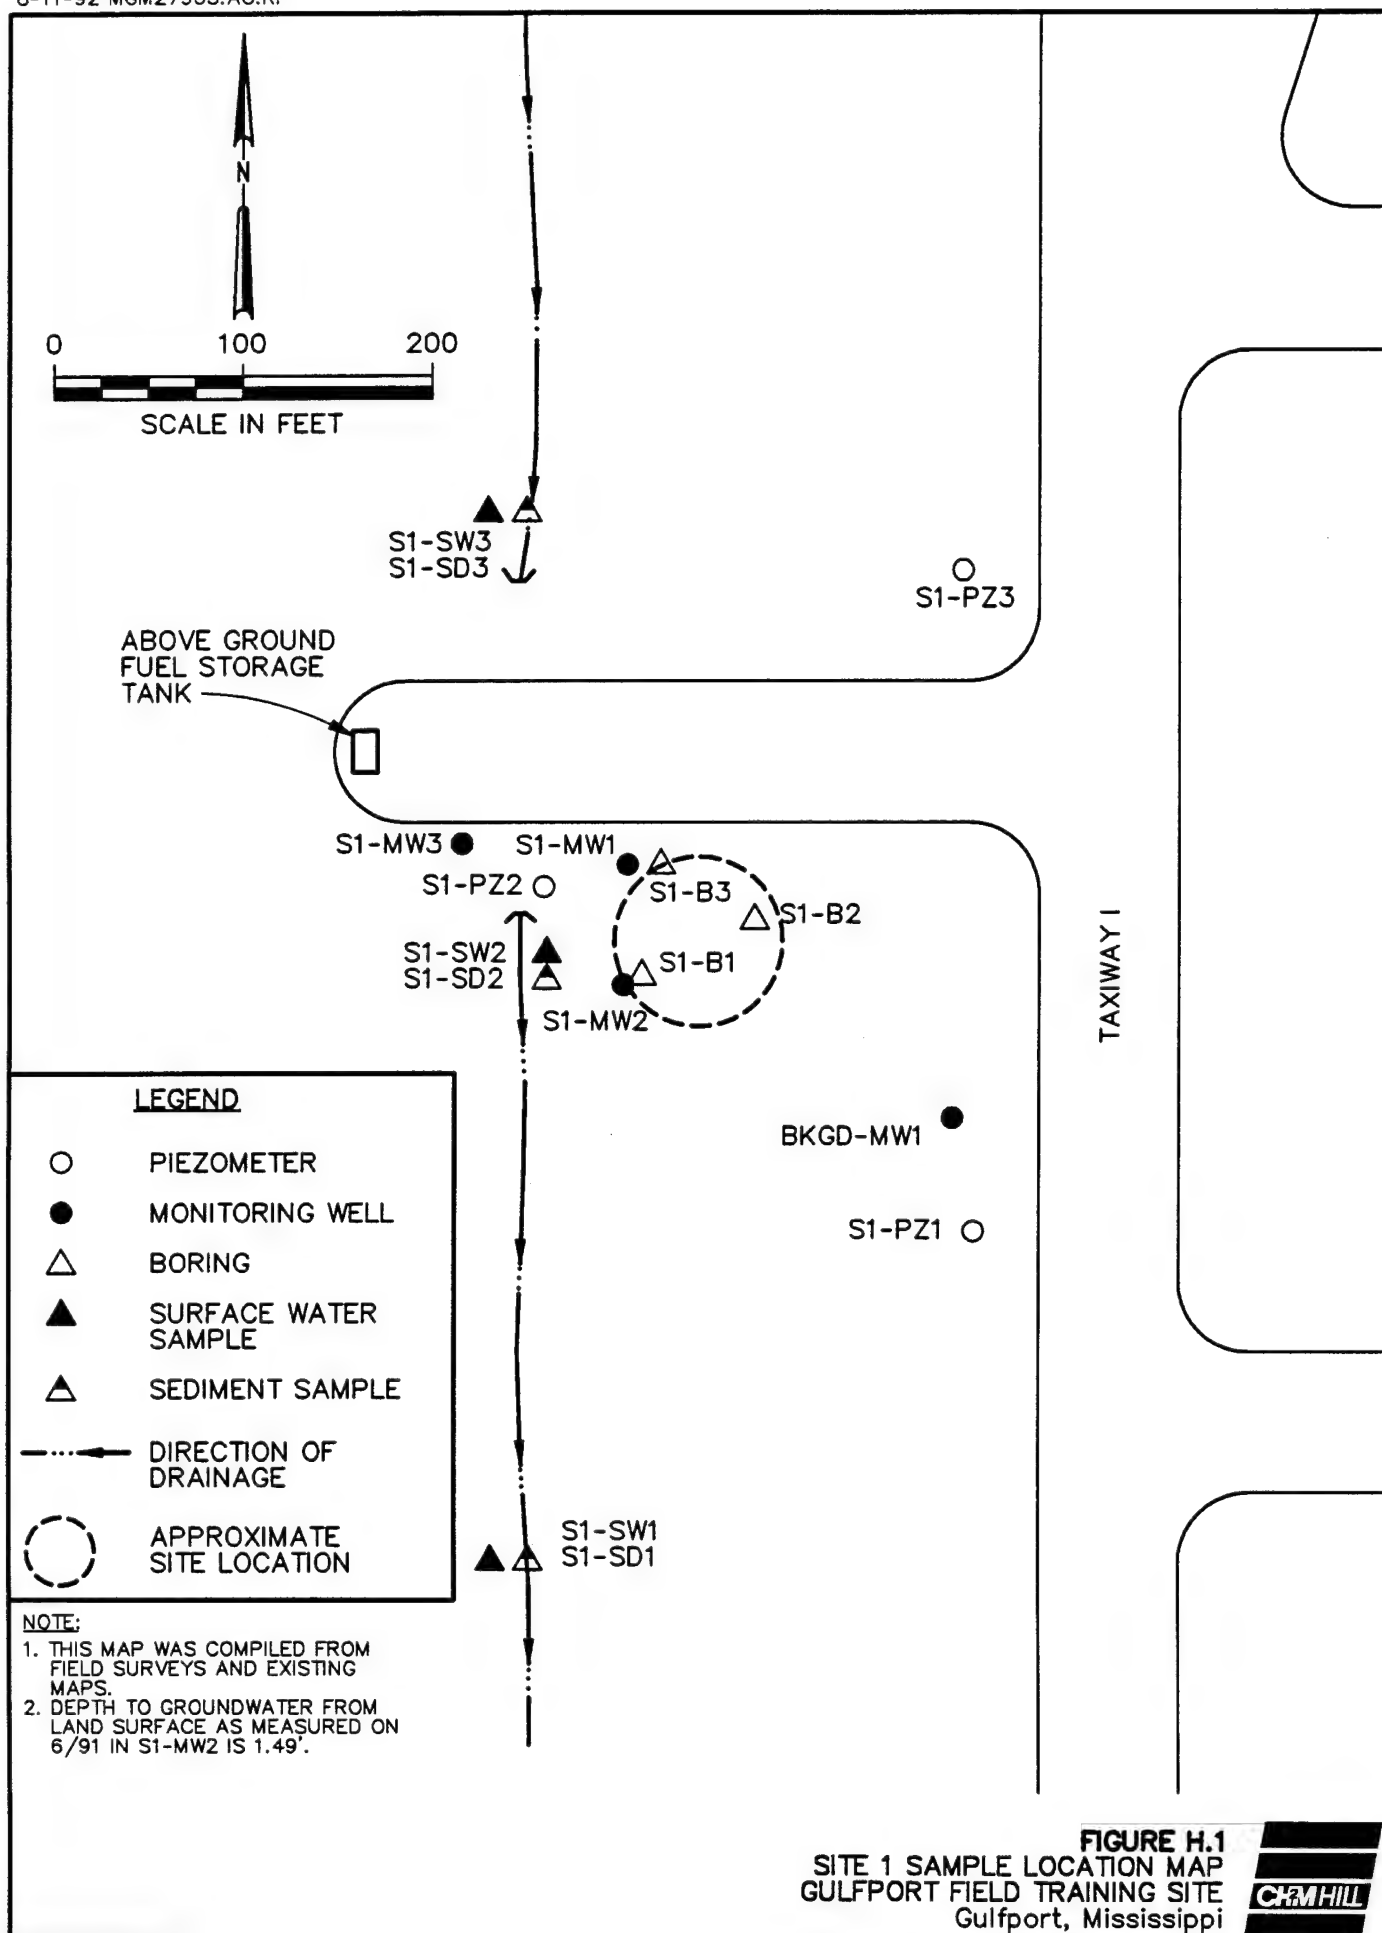 N
0 100 200
SCALE IN FEET
S1-SW3
S1-SD3
S1-PZ3
ABOVE GROUND
FUEL STORAGE
TANK
S1-MW3
S1-MW1
S1-PZ2
S1-B3
S1-B2
S1-SW2
S1-SD2
S1-B1
S1-MW2
TAXIWAY I
BKGD-MW1
S1-PZ1
LEGEND
PIEZOMETER
MONITORING WELL
BORING
SURFACE WATER
SAMPLE
SEDIMENT SAMPLE
DIRECTION OF
DRAINAGE
APPROXIMATE
SITE LOCATION
S1-SW1
S1-SD1
NOTE:
1. THIS MAP WAS COMPILED FROM
FIELD SURVEYS AND EXISTING
MAPS.
2. DEPTH TO GROUNDWATER FROM
LAND SURFACE AS MEASURED ON
6/91 IN S1-MW2 IS 1.49'.
FIGURE H.1
SITE 1 SAMPLE LOCATION MAP
GULFPORT FIELD TRAINING SITE
Gulfport, Mississippi
CH2M HILL